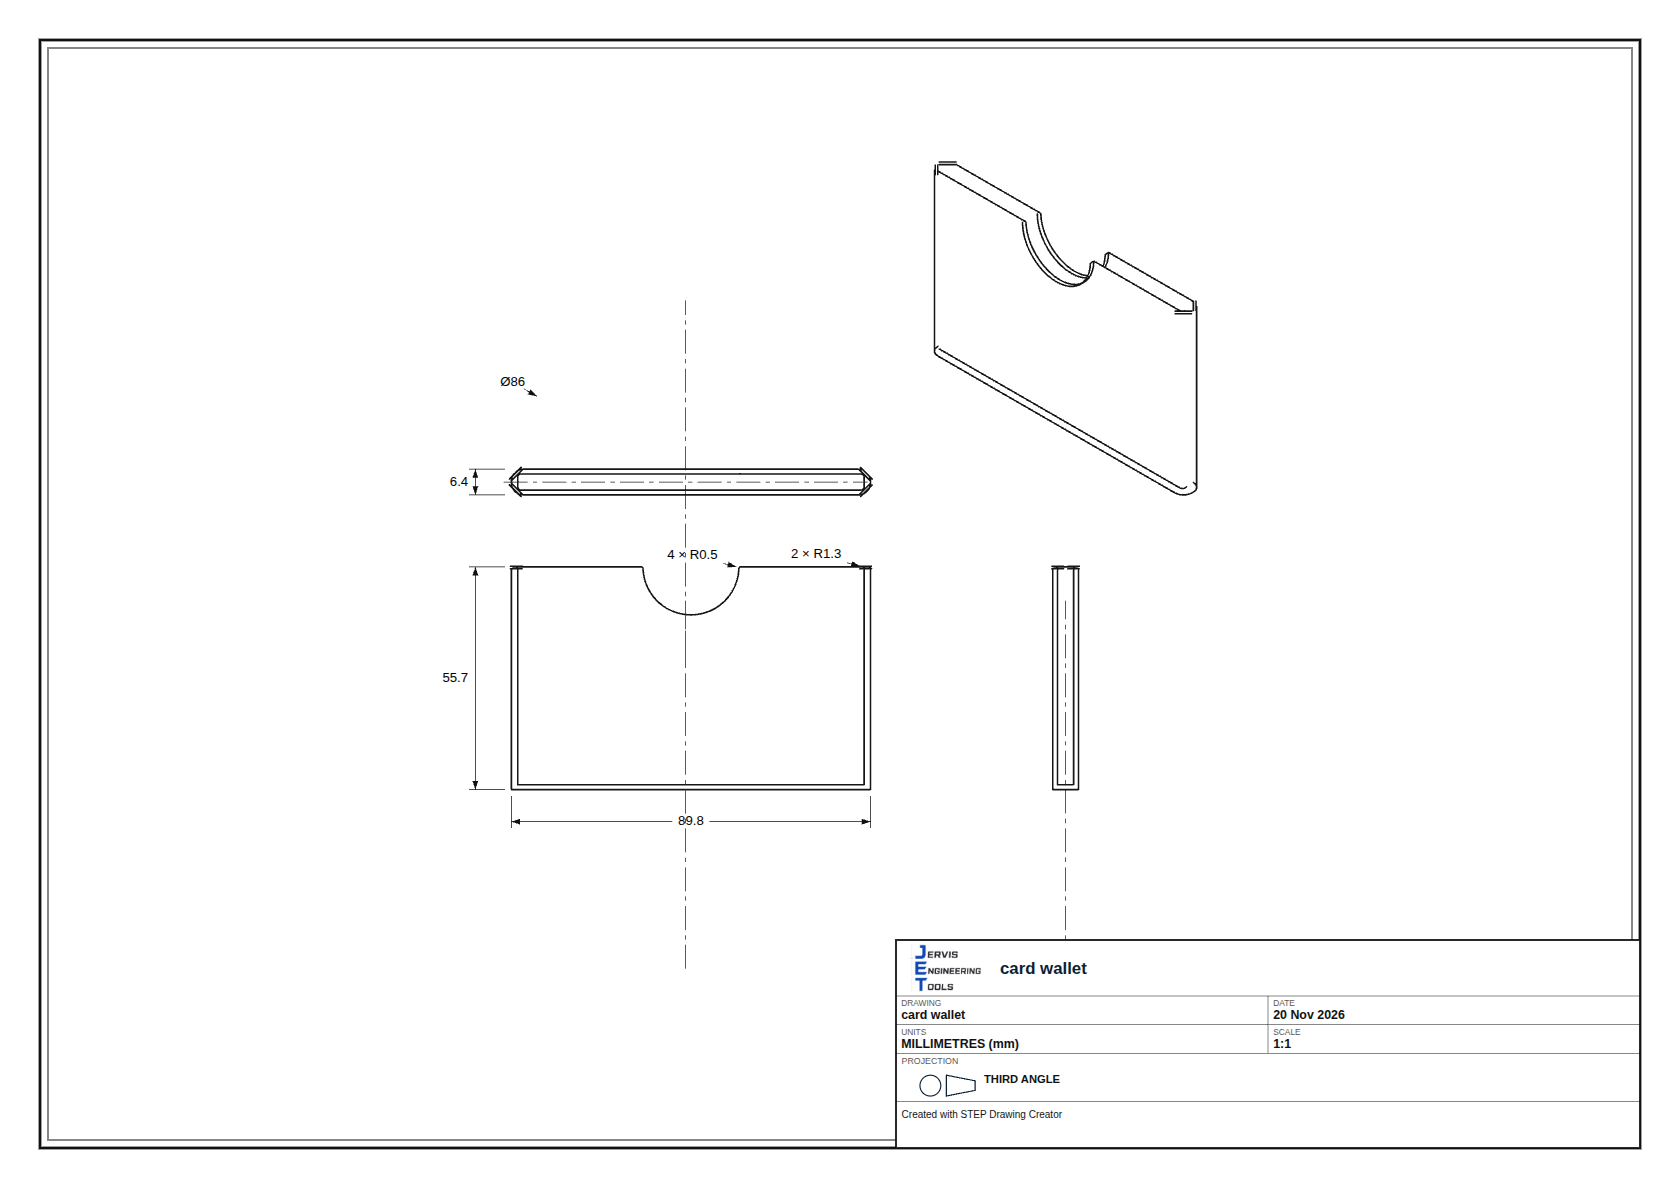 Ø86
6.4
4 × R0.5
2 × R1.3
55.7
89.8
JERVIS
ENGINEERING
TOOLS
card wallet
DRAWING
card wallet
DATE
20 Nov 2026
UNITS
MILLIMETRES (mm)
SCALE
1:1
PROJECTION
THIRD ANGLE
Created with STEP Drawing Creator